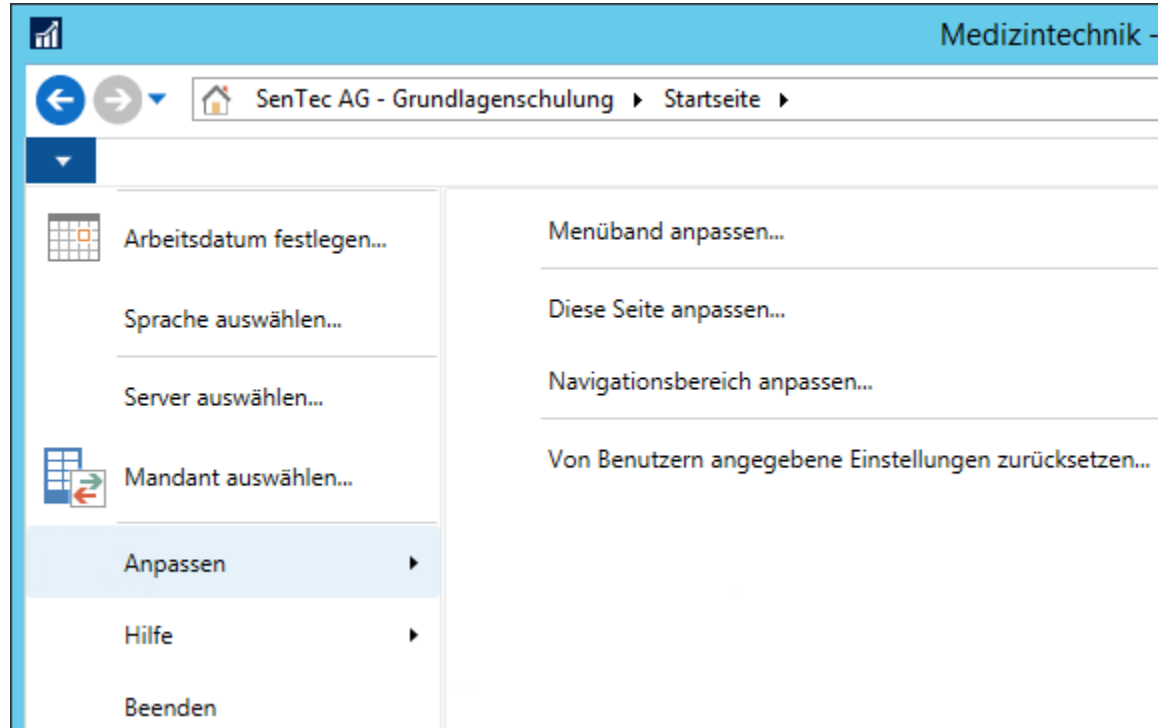 Medizintechnik -
SenTec AG - Grundlagenschulung Startseite
Arbeitsdatum festlegen...
Sprache auswählen...
Server auswählen...
Mandant auswählen...
Anpassen
Hilfe
Beenden
Menüband anpassen...
Diese Seite anpassen...
Navigationsbereich anpassen...
Von Benutzern angegebene Einstellungen zurücksetzen...